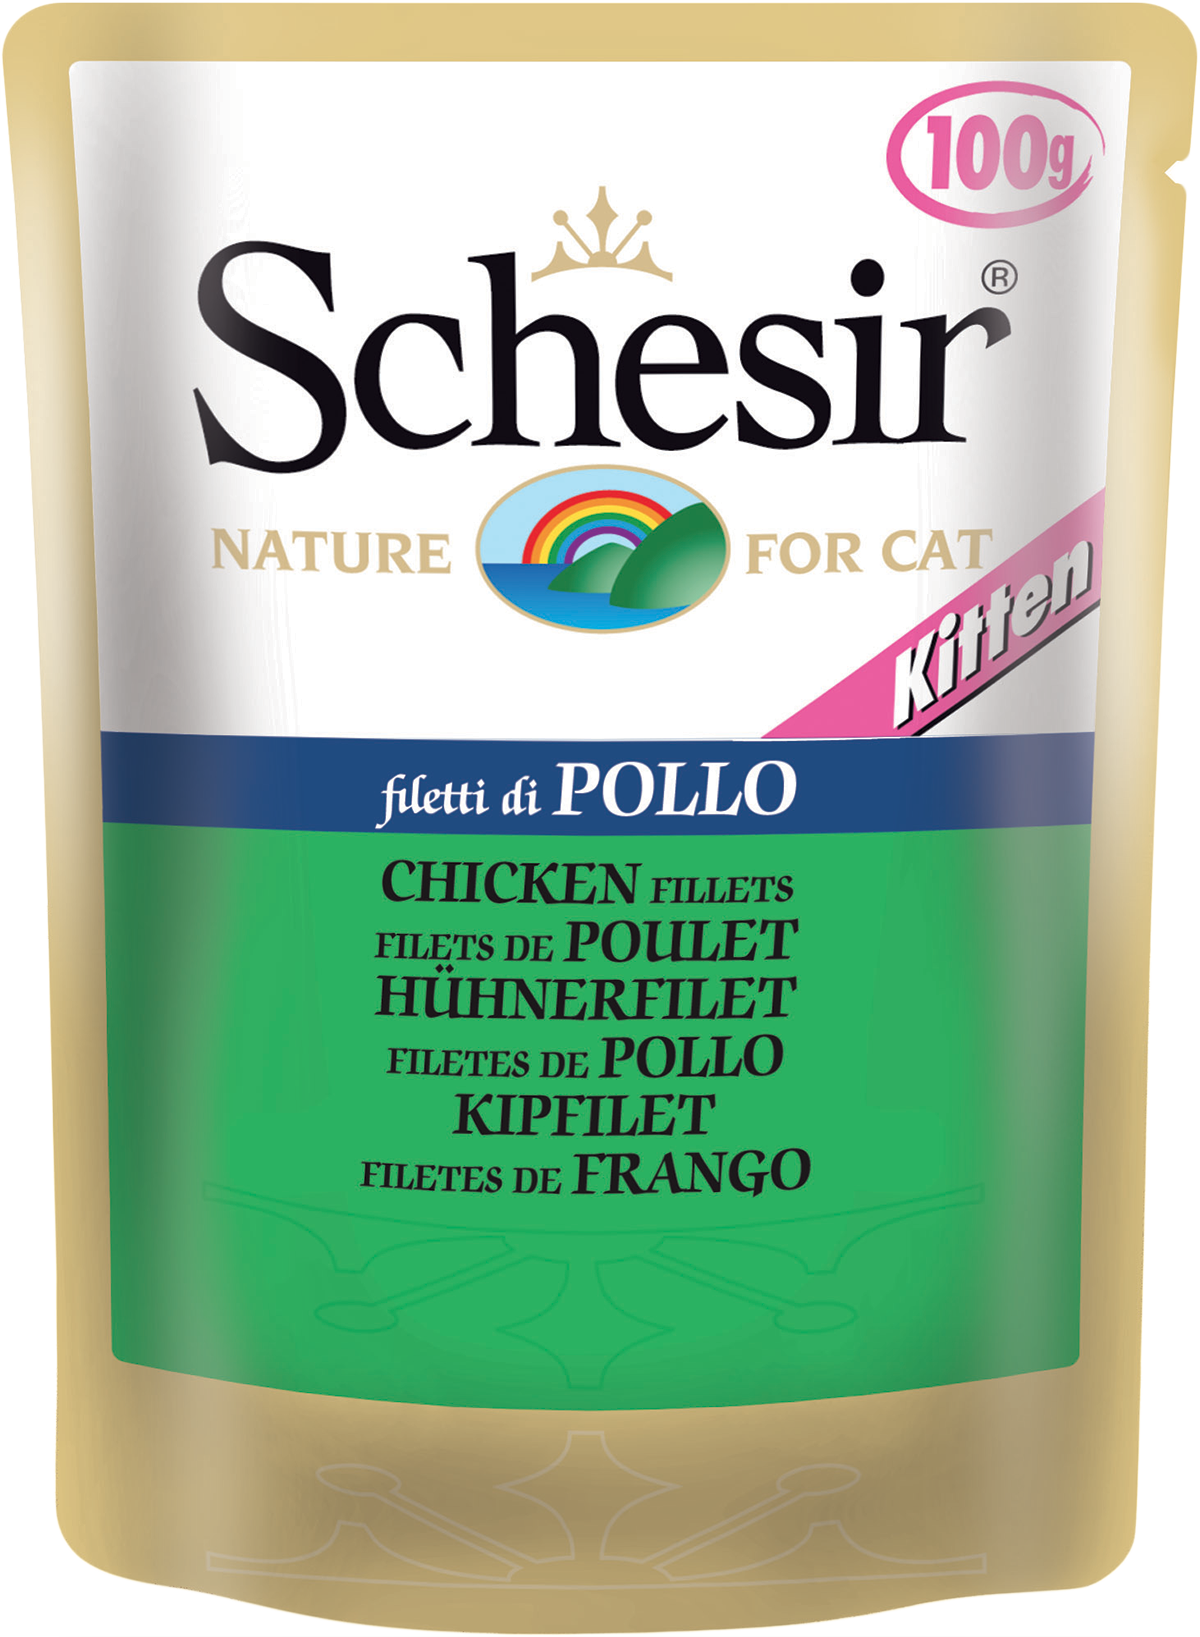 100g
Schesir®
NATURE FOR CAT
Kitten
filetti di POLLO
CHICKEN FILLETS
FILETS DE POULET
HÜHNERFILET
FILETES DE POLLO
KIPFILET
FILETES DE FRANGO